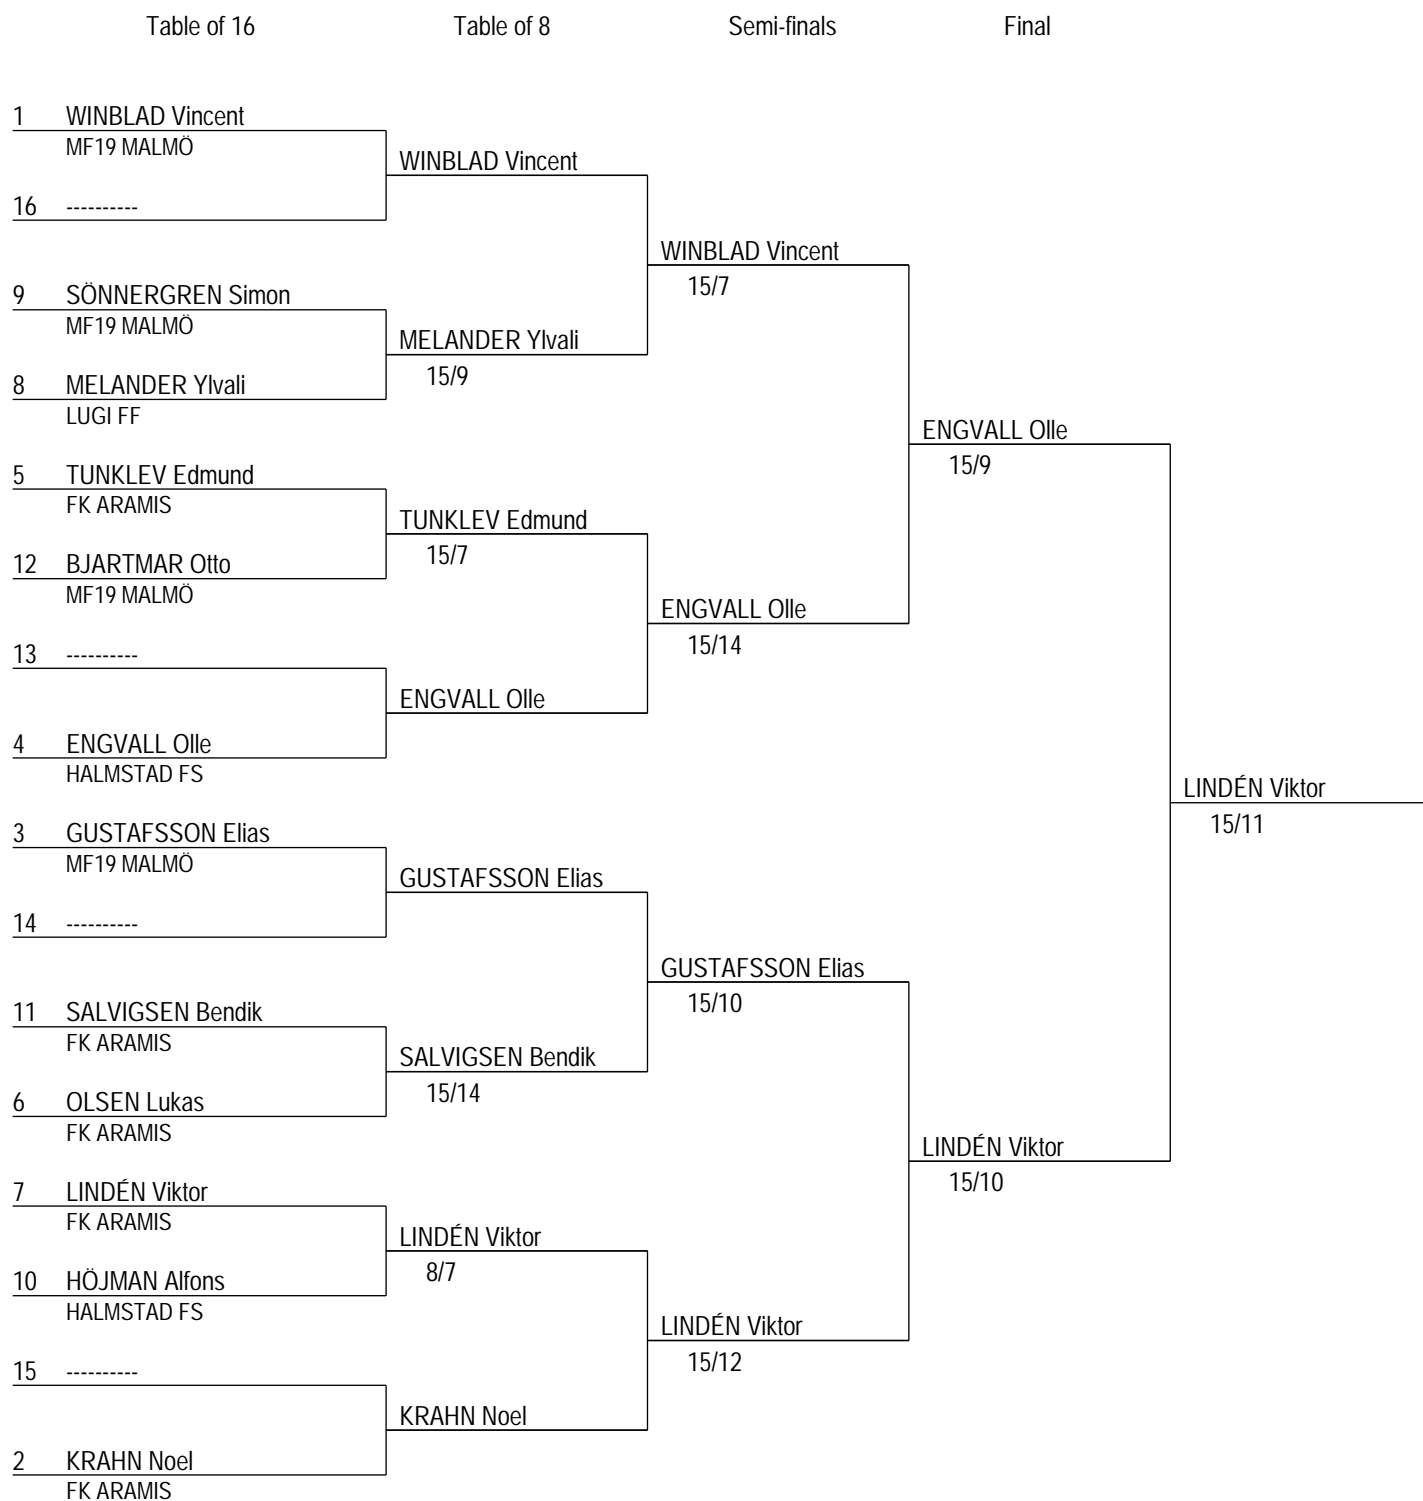 Table of 16 Table of 8 Semi-finals Final
1 WINBLAD Vincent
MF19 MALMÖ
WINBLAD Vincent
16 ----------
WINBLAD Vincent
15/7
9 SÖNNERGREN Simon
MF19 MALMÖ
MELANDER Ylvali
15/9
8 MELANDER Ylvali
LUGI FF
ENGVALL Olle
15/9
5 TUNKLEV Edmund
FK ARAMIS
TUNKLEV Edmund
15/7
12 BJARTMAR Otto
MF19 MALMÖ
ENGVALL Olle
15/14
13 ----------
ENGVALL Olle
4 ENGVALL Olle
HALMSTAD FS
LINDÉN Viktor
15/11
3 GUSTAFSSON Elias
MF19 MALMÖ
GUSTAFSSON Elias
14 ----------
GUSTAFSSON Elias
15/10
11 SALVIGSEN Bendik
FK ARAMIS
SALVIGSEN Bendik
15/14
6 OLSEN Lukas
FK ARAMIS
LINDÉN Viktor
15/10
7 LINDÉN Viktor
FK ARAMIS
LINDÉN Viktor
8/7
10 HÖJMAN Alfons
HALMSTAD FS
LINDÉN Viktor
15/12
15 ----------
KRAHN Noel
2 KRAHN Noel
FK ARAMIS